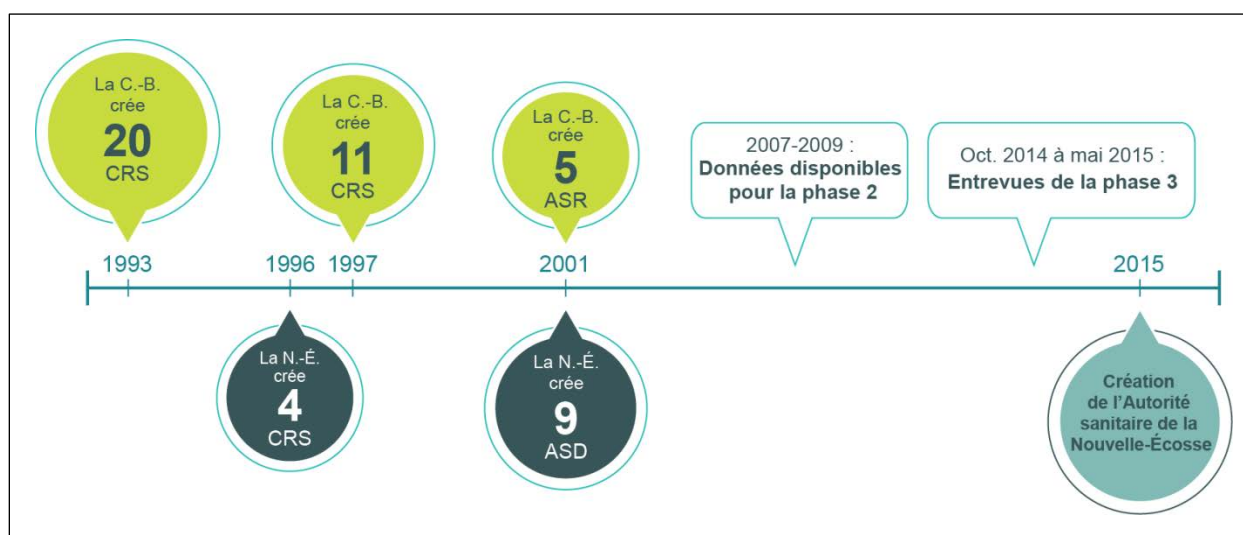 La C.-B.
crée
20
CRS
La C.-B.
crée
11
CRS
La C.-B.
crée
5
ASR
2007-2009 :
Données disponibles
pour la phase 2
Oct. 2014 à mai 2015 :
Entrevues de la phase 3
1993
1996
1997
2001
2015
La N.-É.
crée
4
CRS
La N.-É.
crée
9
ASD
Création
de l'Autorité
sanitaire de la
Nouvelle-Écosse